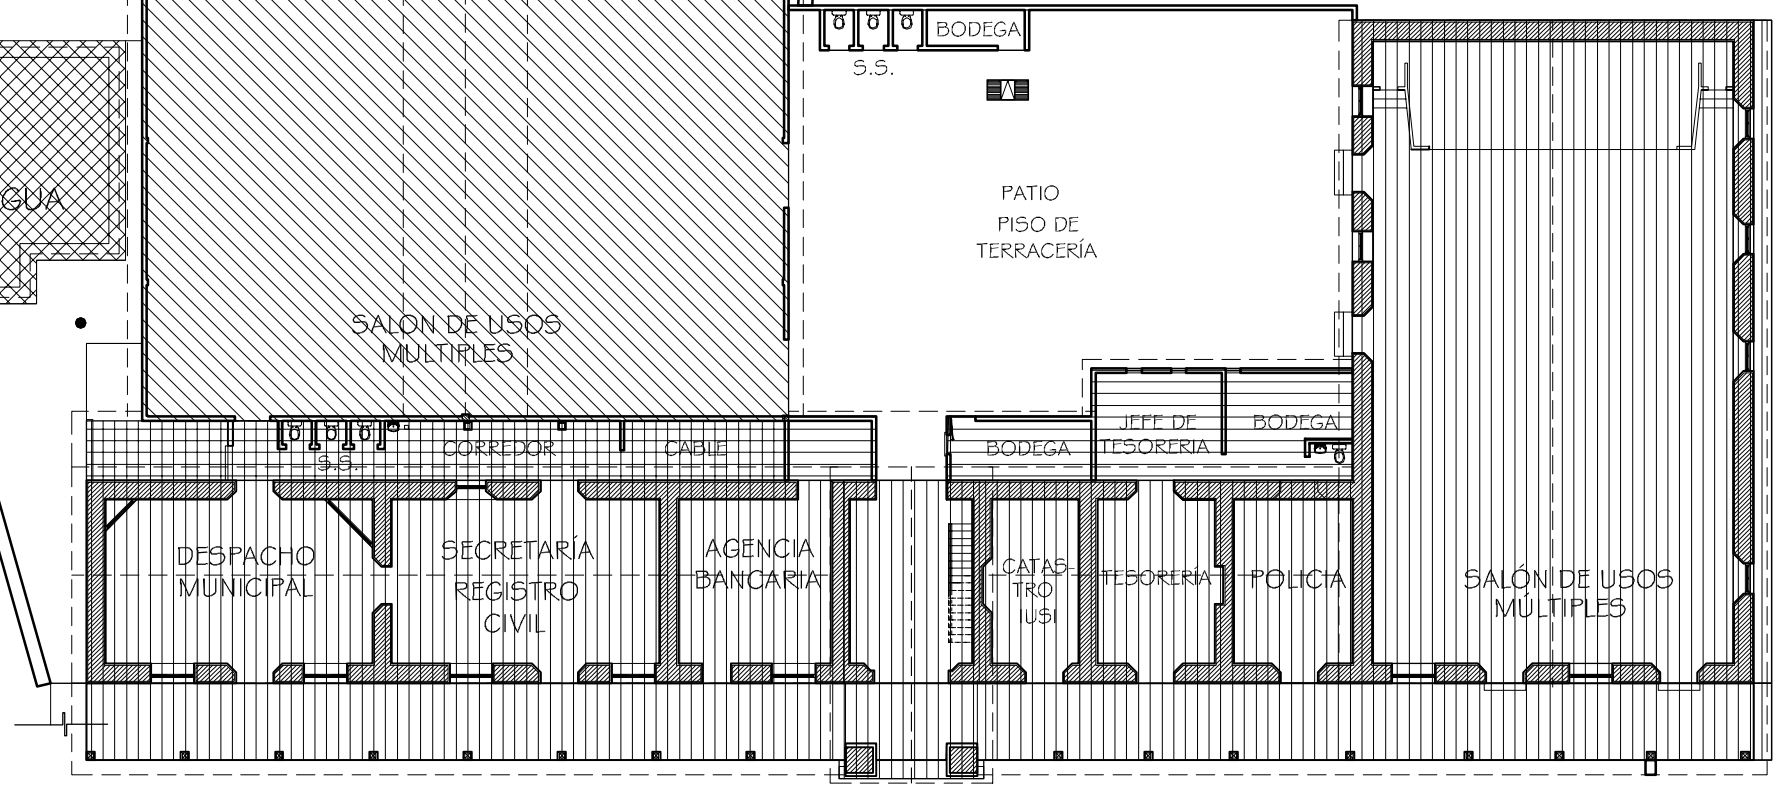 BODEGA
S.S.
GUA
PATIO
PISO DE
TERRACERÍA
SALON DE USOS
MULTIPLES
S.S.
CORREDOR
CABLE
BODEGA
JEFE DE
TESORERIA
BODEGA
DESPACHO
MUNICIPAL
SECRETARÍA
REGISTRO
CIVIL
AGENCIA
BANCARIA
CATAS-
TRO
IUSI
TESORERÍA
POLICIA
SALÓN DE USOS
MÚLTIPLES